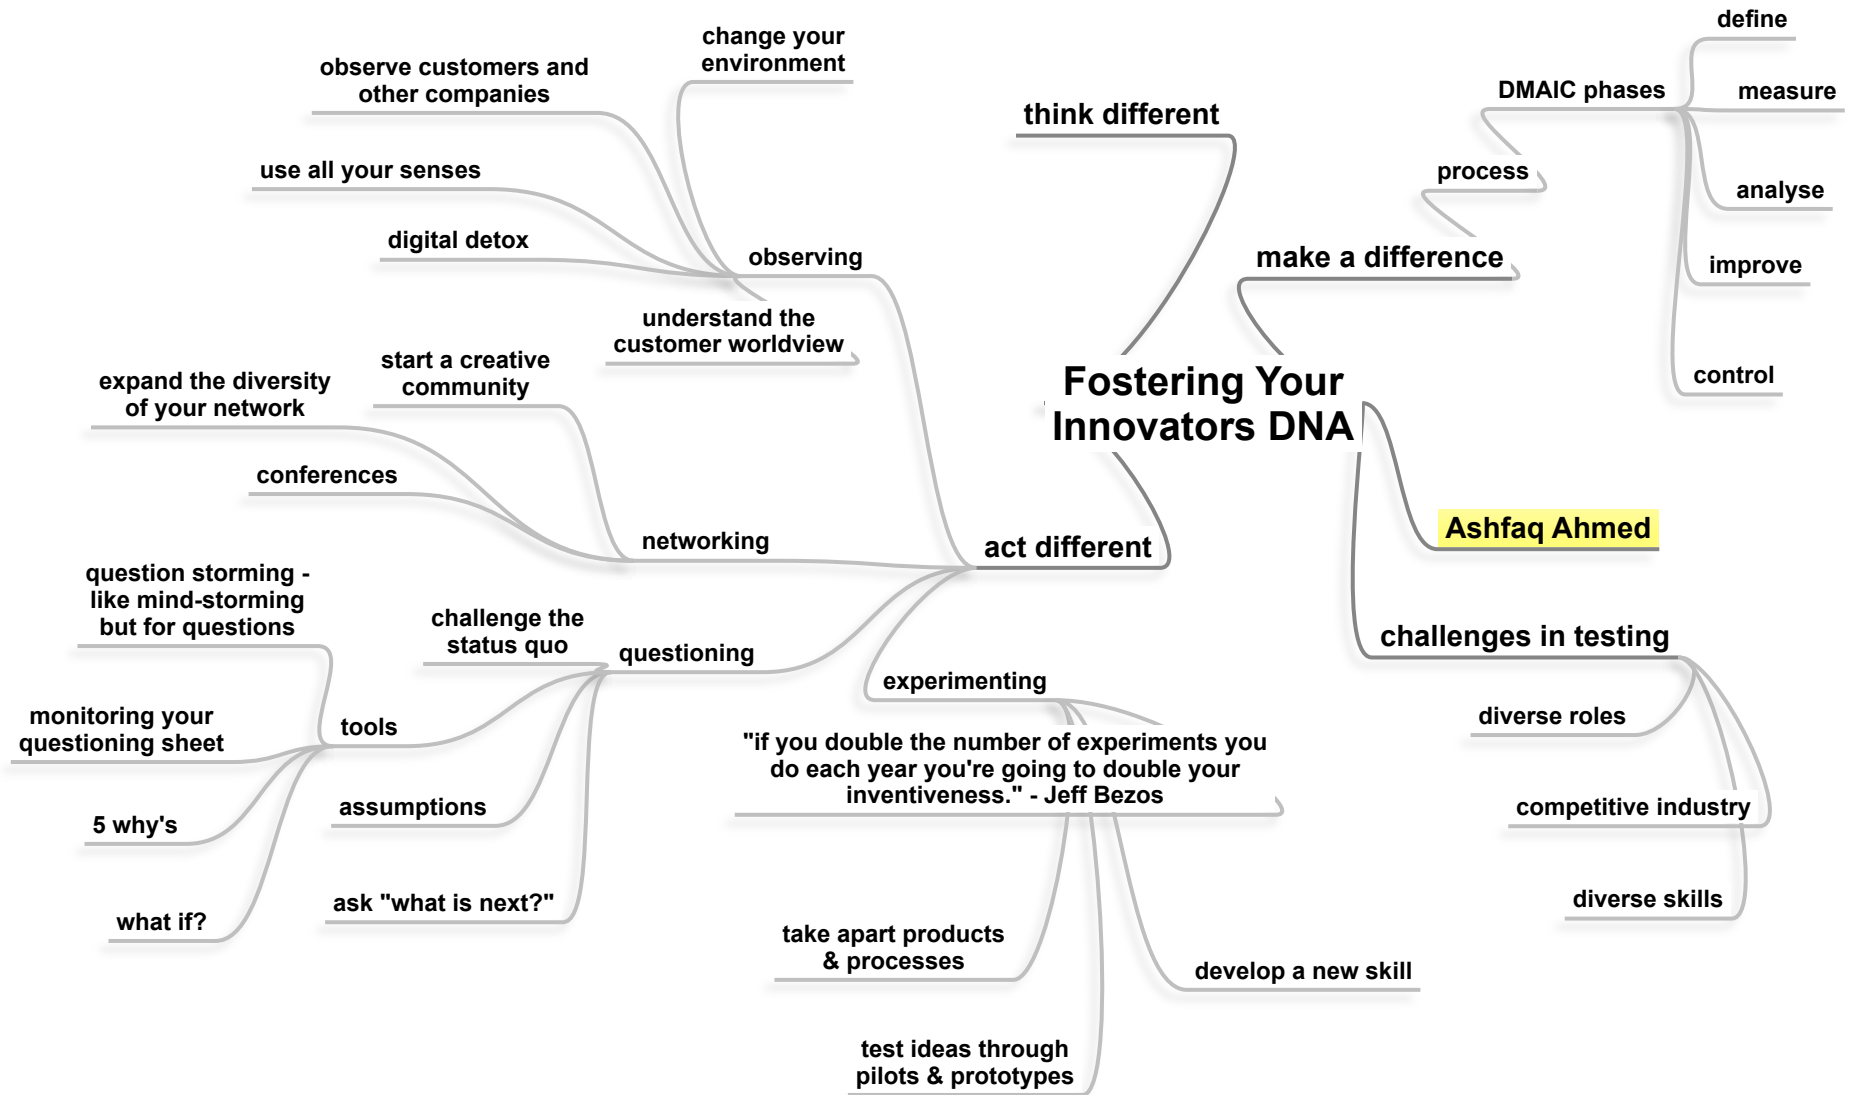 Fostering Your
Innovators DNA
think different
make a difference
process
DMAIC phases
define
measure
analyse
improve
control
Ashfaq Ahmed
challenges in testing
diverse roles
competitive industry
diverse skills
act different
observing
change your
environment
observe customers and
other companies
use all your senses
digital detox
understand the
customer worldview
networking
start a creative
community
expand the diversity
of your network
conferences
questioning
challenge the
status quo
tools
question storming -
like mind-storming
but for questions
monitoring your
questioning sheet
5 why's
what if?
assumptions
ask "what is next?"
experimenting
"if you double the number of experiments you
do each year you're going to double your
inventiveness." - Jeff Bezos
take apart products
& processes
test ideas through
pilots & prototypes
develop a new skill